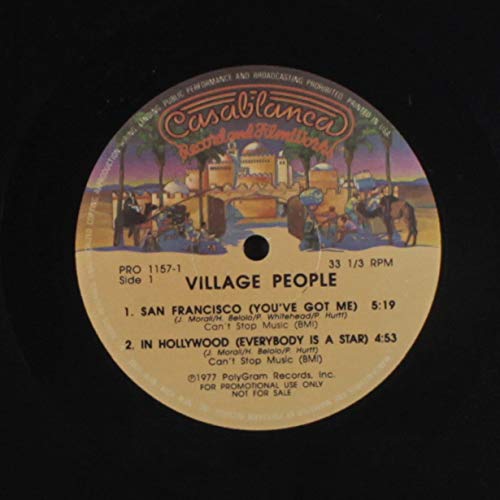 PUBLIC PERFORMANCE AND BROADCASTING PROHIBITED. PRINTED IN U.S.A.
Casablanca
Record and FilmWorks
PRO 1157-1
33 1/3 RPM
Side 1
VILLAGE PEOPLE
1. SAN FRANCISCO (YOU'VE GOT ME) 5:19
(J. Morali/H. Belolo/P. Whitehead/P. Hurtt)
Can't Stop Music (BMI)
2. IN HOLLYWOOD (EVERYBODY IS A STAR) 4:53
(J. Morali/H. Belolo/P. Hurtt)
Can't Stop Music (BMI)
℗1977 PolyGram Records, Inc.
FOR PROMOTIONAL USE ONLY
NOT FOR SALE